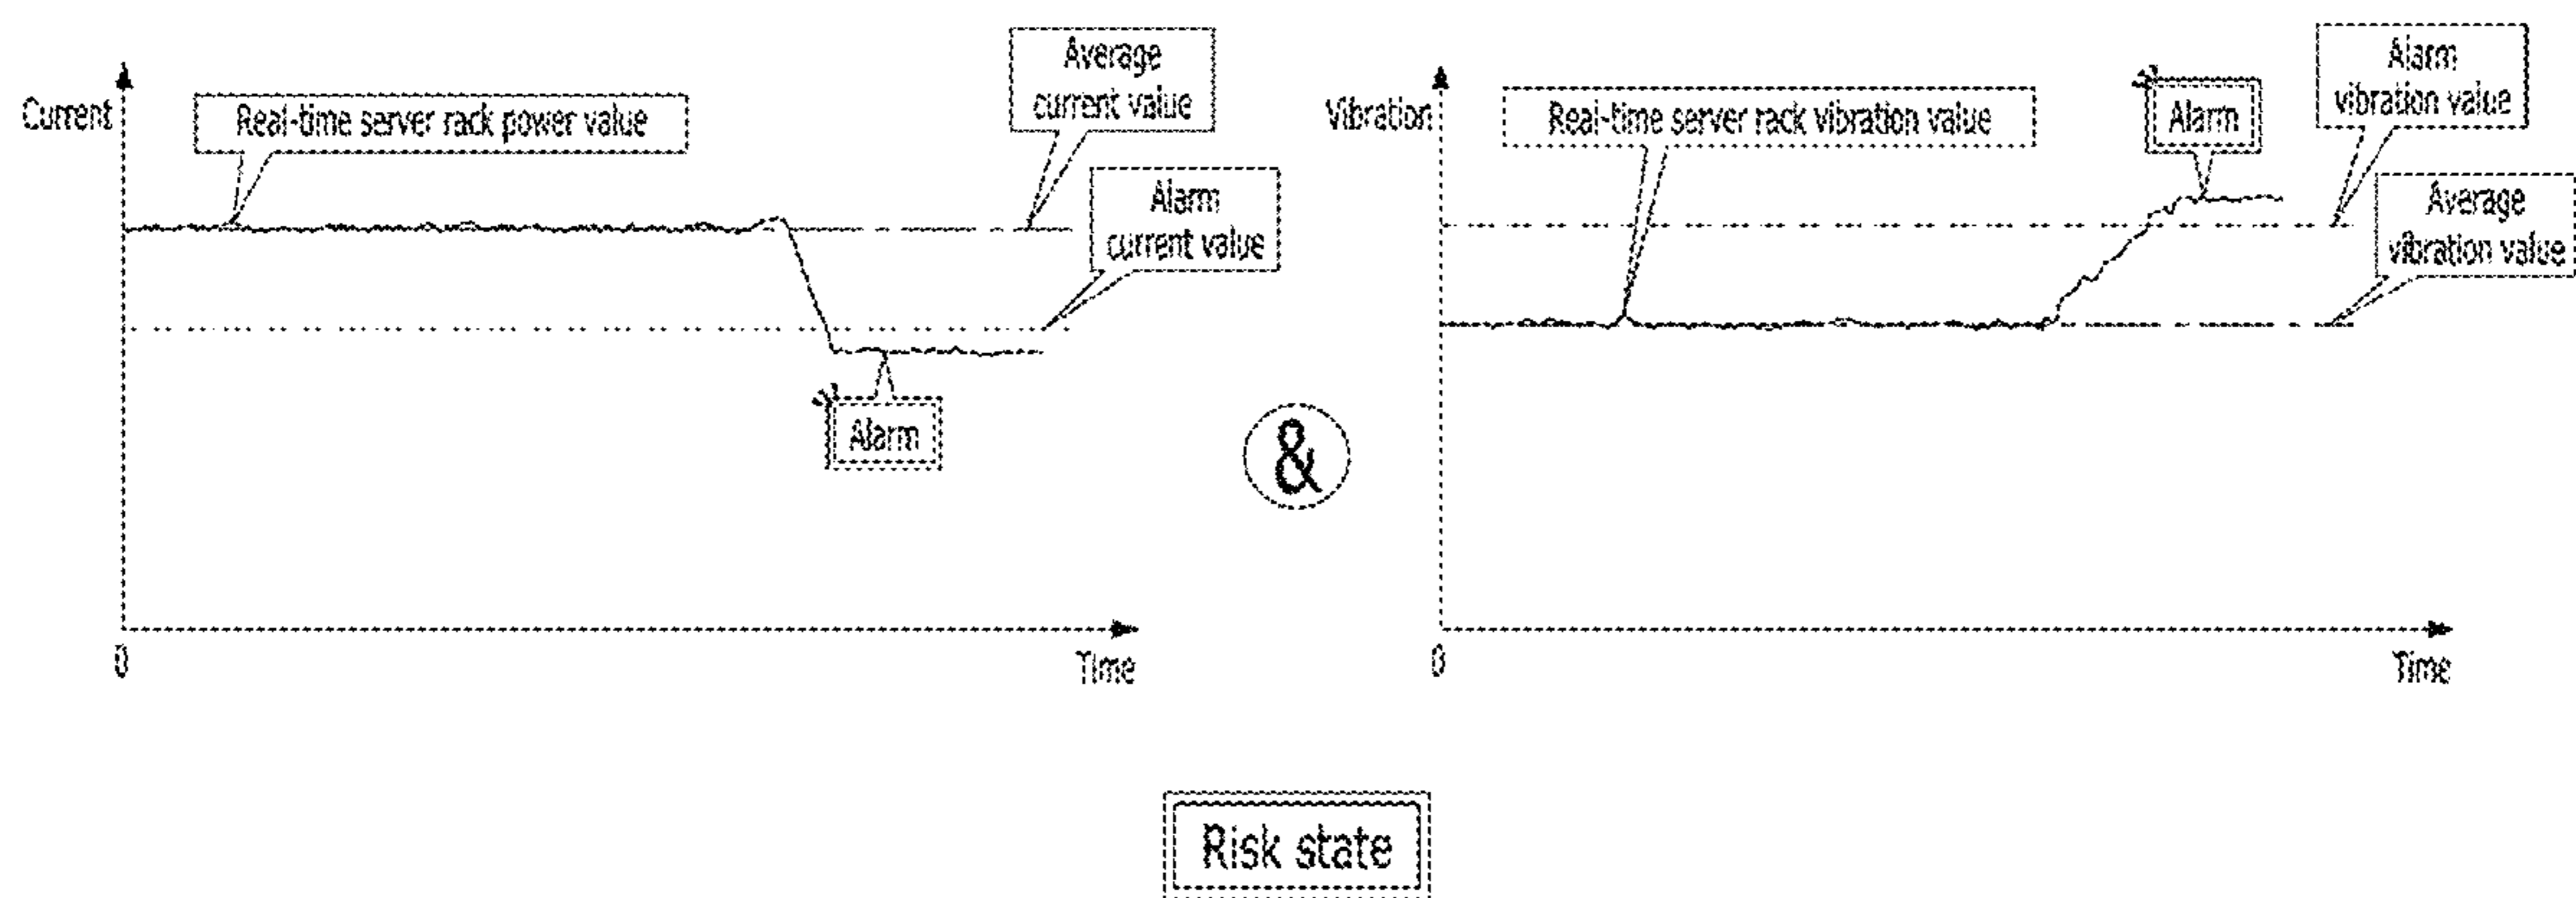 Current
Real-time server rack power value
Average
current value
Alarm
current value
Alarm
0
Time
&
Vibration
Real-time server rack vibration value
Alarm
Alarm
vibration value
Average
vibration value
0
Time
Risk state